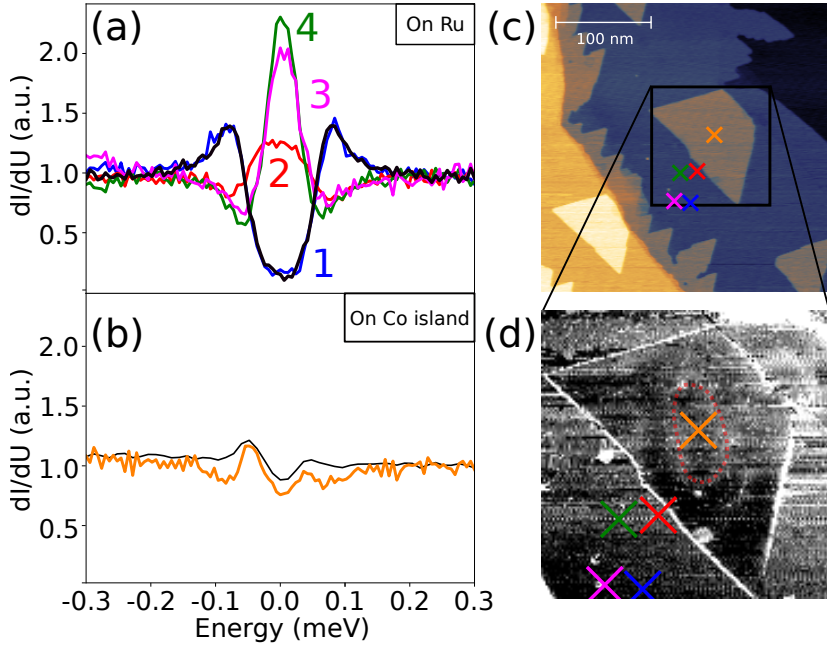 (a)
On Ru
4
3
2
1
dI/dU (a.u.)
2.0
1.5
1.0
0.5
(b)
On Co island
dI/dU (a.u.)
2.0
1.5
1.0
0.5
-0.3 -0.2 -0.1 0.0 0.1 0.2 0.3
Energy (meV)
(c)
100 nm
(d)